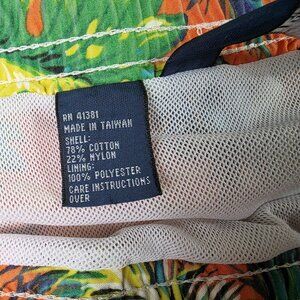 RN 41381
MADE IN TAIWAN
SHELL:
78% COTTON
22% NYLON
LINING:
100% POLYESTER
CARE INSTRUCTIONS
OVER